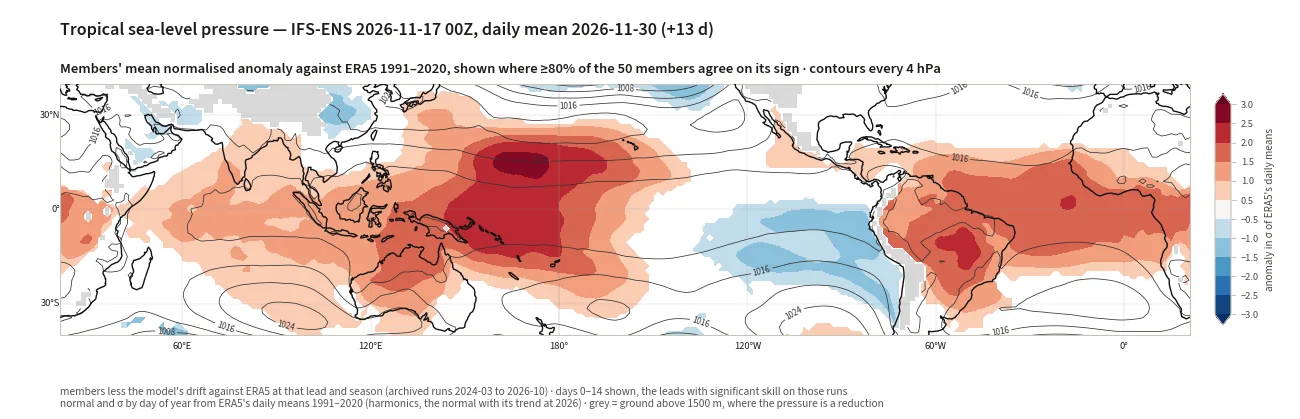 Tropical sea-level pressure — IFS-ENS 2026-11-17 00Z, daily mean 2026-11-30 (+13 d)
Members' mean normalised anomaly against ERA5 1991–2020, shown where ≥80% of the 50 members agree on its sign · contours every 4 hPa
1008
1016
1016
1016
1016
1016
1016
1016
1016
1016
1024
1008
1016
1024
1016
30°N
0°
30°S
60°E
120°E
180°
120°W
60°W
0°
3.0
2.5
2.0
1.5
1.0
0.5
−0.5
−1.0
−1.5
−2.0
−2.5
−3.0
anomaly in σ of ERA5's daily means
members less the model's drift against ERA5 at that lead and season (archived runs 2024-03 to 2026-10) · days 0–14 shown, the leads with significant skill on those runs
normal and σ by day of year from ERA5's daily means 1991–2020 (harmonics, the normal with its trend at 2026) · grey = ground above 1500 m, where the pressure is a reduction